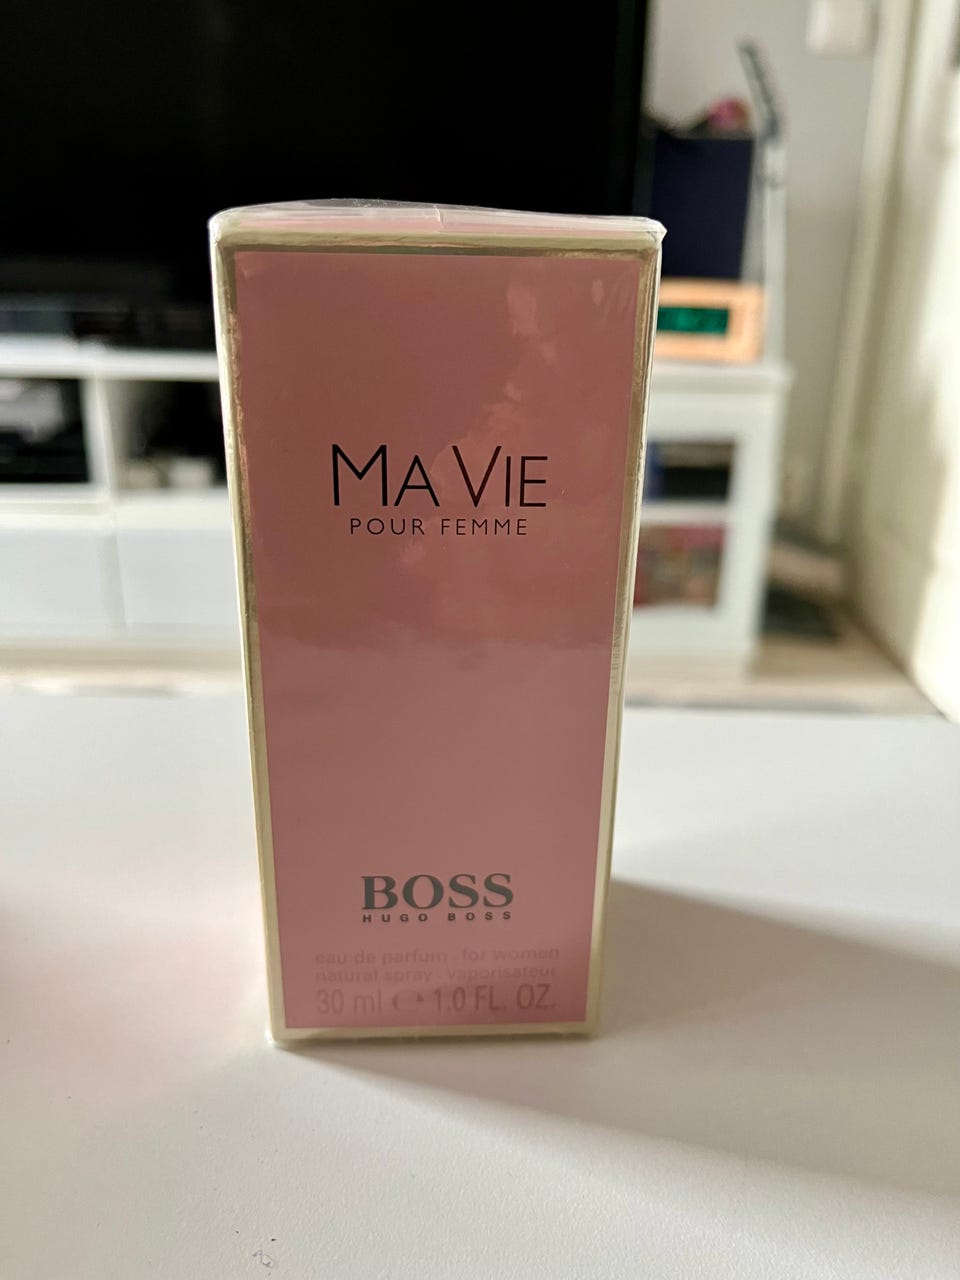 MA VIE
POUR FEMME
BOSS
HUGO BOSS
eau de parfum · for woman
natural spray · vaporisateur
30 ml ℮ 1.0 FL. OZ.